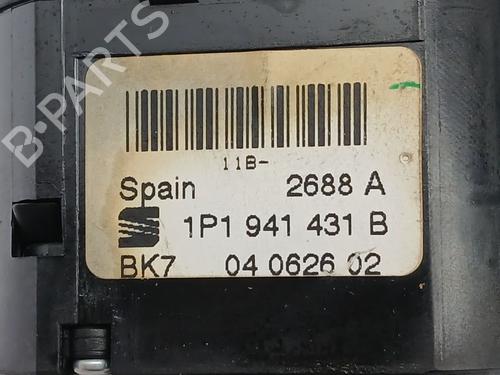 B-PARTS
11B-
Spain 2688 A
1P1 941 431 B
BK7 04 0626 02